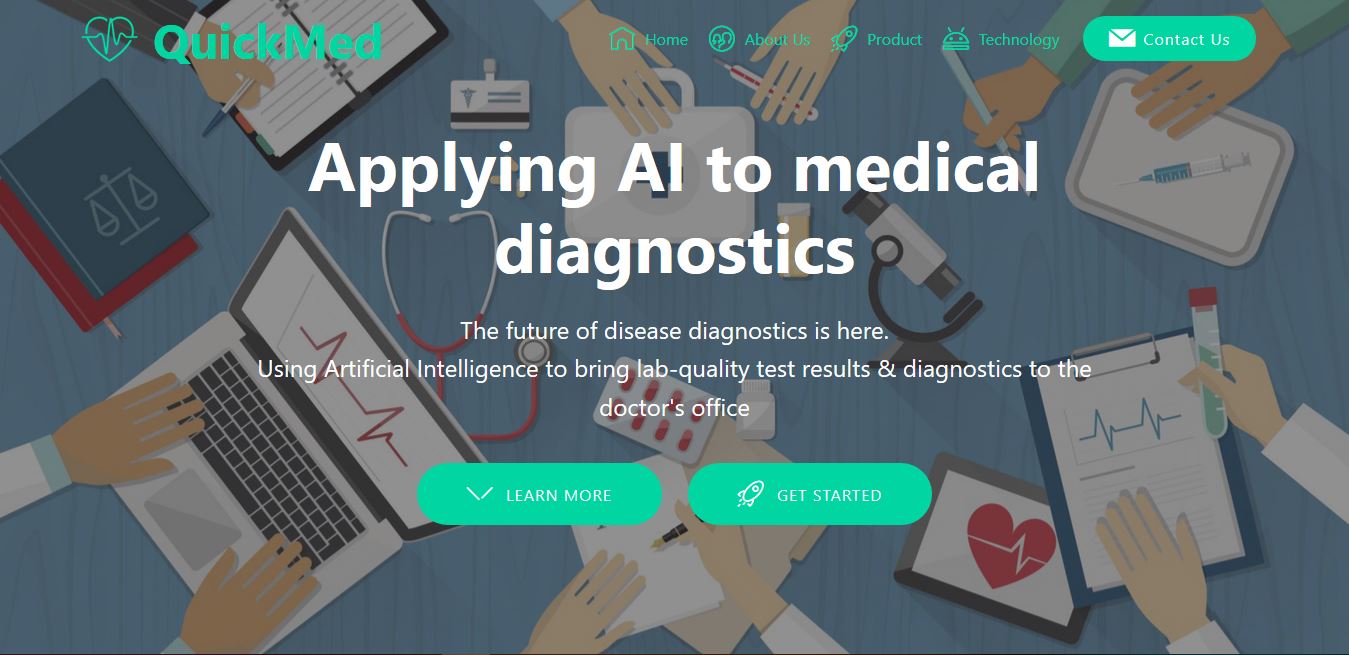 QuickMed
Home
About Us
Product
Technology
Contact Us
Applying AI to medical
diagnostics
The future of disease diagnostics is here.
Using Artificial Intelligence to bring lab-quality test results & diagnostics to the
doctor's office
LEARN MORE
GET STARTED